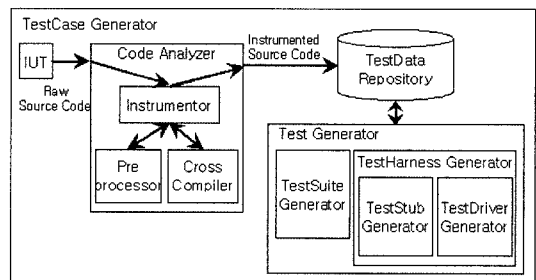 TestCase Generator
IUT
Raw
Source Code
Code Analyzer
Instrumentor
Pre
processor
Cross
Compiler
Instrumented
Source Code
TestData
Repository
Test Generator
TestSuite
Generator
TestHarness Generator
TestStub
Generator
TestDriver
Generator